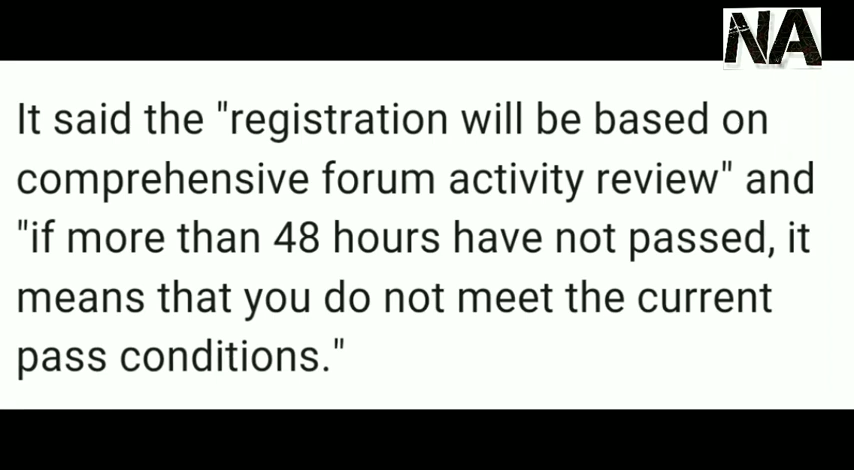 NA
It said the "registration will be based on
comprehensive forum activity review" and
"if more than 48 hours have not passed, it
means that you do not meet the current
pass conditions."